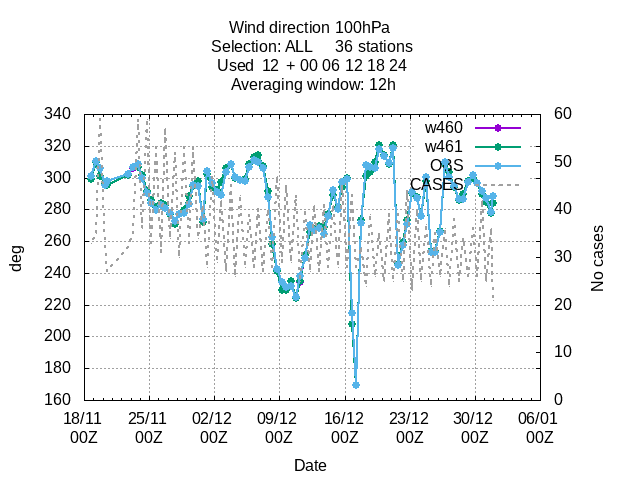 Wind direction 100hPa
Selection: ALL 36 stations
Used 12 + 00 06 12 18 24
Averaging window: 12h
w460
w461
OBS
CASES
340
320
300
280
260
240
220
200
180
160
deg
60
50
40
30
20
10
0
No cases
18/11 25/11 02/12 09/12 16/12 23/12 30/12 06/01
00Z 00Z 00Z 00Z 00Z 00Z 00Z 00Z
Date